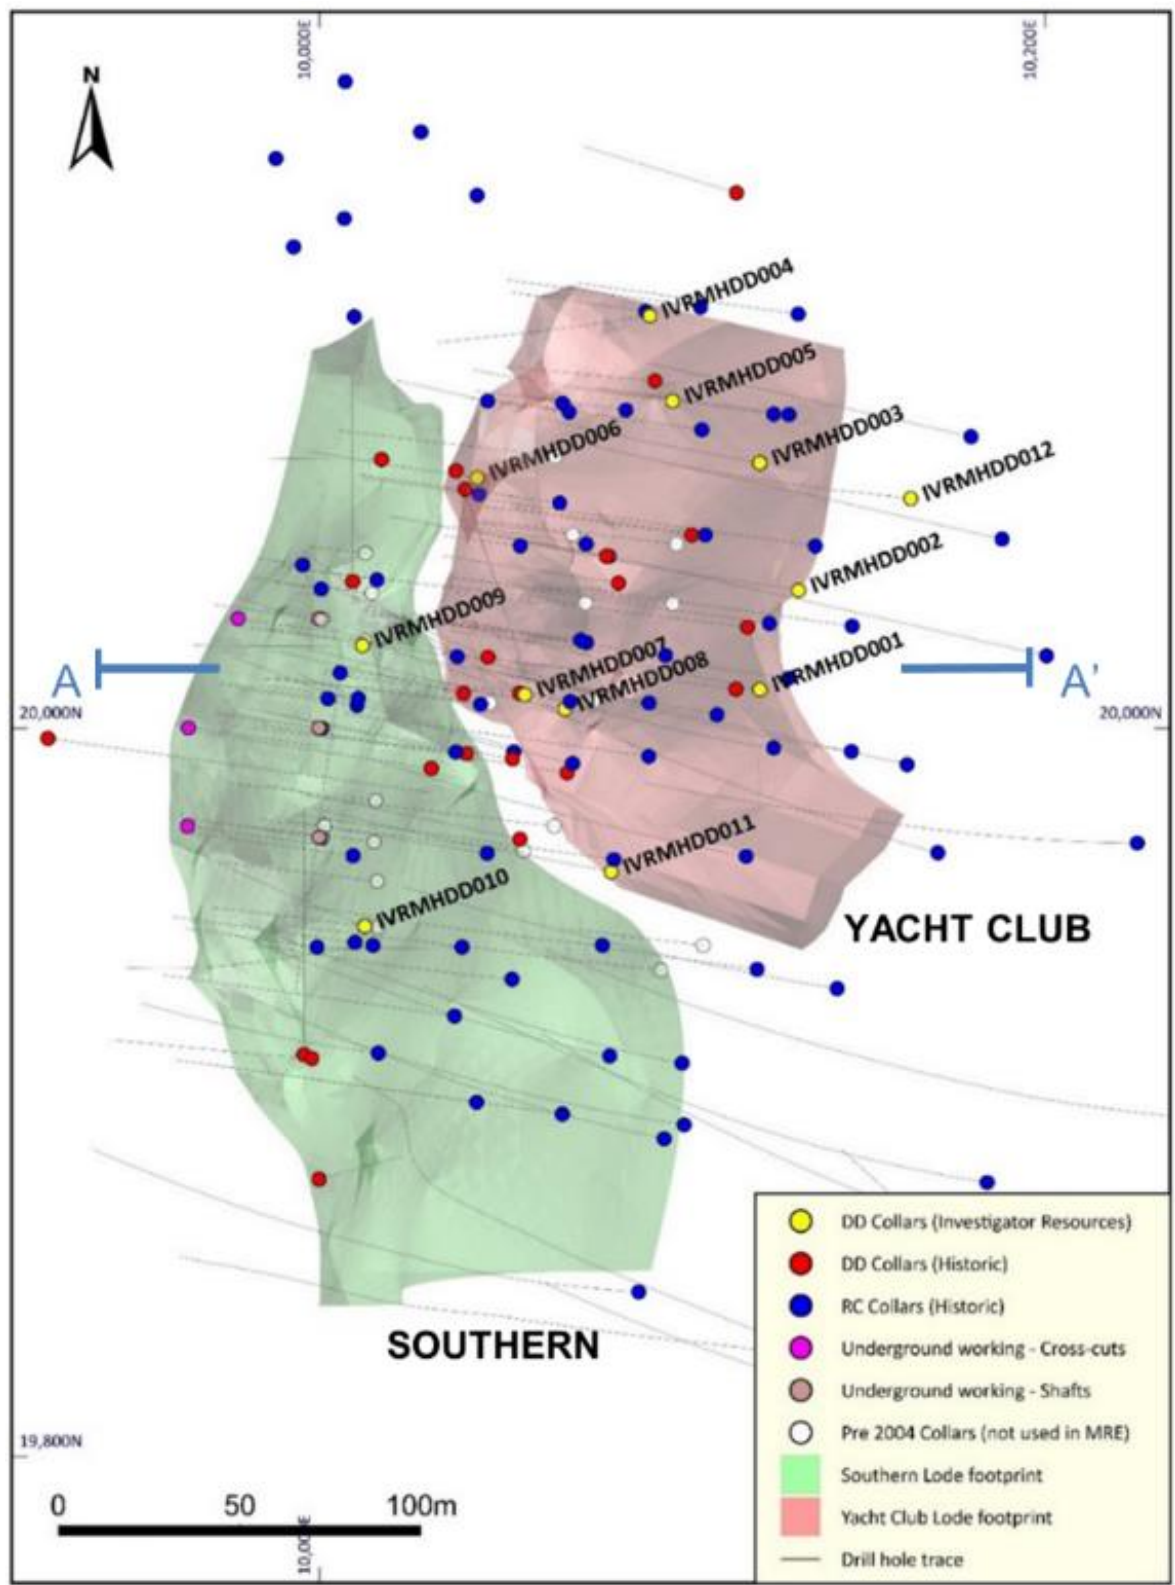 10,000E
10,200E
N
IVRMHDD004
IVRMHDD005
IVRMHDD003
IVRMHDD006
IVRMHDD012
IVRMHDD002
IVRMHDD009
IVRMHDD007
IVRMHDD001
IVRMHDD008
A
A'
20,000N
20,000N
IVRMHDD011
IVRMHDD010
YACHT CLUB
SOUTHERN
DD Collars (Investigator Resources)
DD Collars (Historic)
RC Collars (Historic)
Underground working - Cross-cuts
Underground working - Shafts
Pre 2004 Collars (not used in MRE)
Southern Lode footprint
Yacht Club Lode footprint
Drill hole trace
19,800N
0 50 100m
10,000E